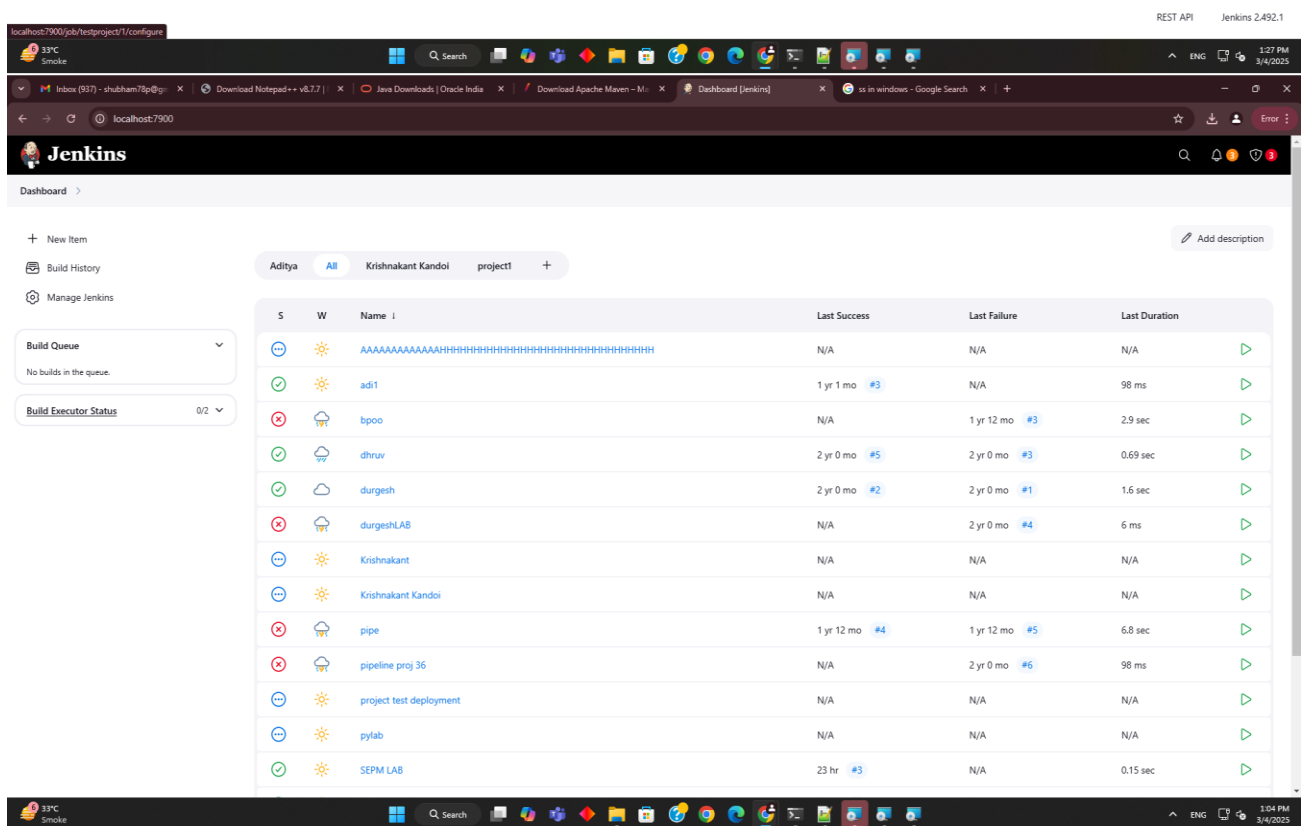 REST API Jenkins 2.492.1
localhost:7900/job/testproject/1/configure
6 33°C
Smoke
Search
ENG
1:27 PM
3/4/2025
Inbox (937) - shubham78p@g
Download Notepad++ v8.7.7 |
Java Downloads | Oracle India
Download Apache Maven – Ma
Dashboard [Jenkins]
ss in windows - Google Search
localhost:7900
Error
Jenkins
3 3
Dashboard
New Item
Add description
Build History
Manage Jenkins
Aditya All Krishnakant Kandoi project1 +
Build Queue
No builds in the queue.
Build Executor Status 0/2
S W Name ↓ Last Success Last Failure Last Duration
N/A N/A N/A
adi1 1 yr 1 mo #3 N/A 98 ms
bpoo N/A 1 yr 12 mo #3 2.9 sec
dhruv 2 yr 0 mo #5 2 yr 0 mo #3 0.69 sec
durgesh 2 yr 0 mo #2 2 yr 0 mo #1 1.6 sec
durgeshLAB N/A 2 yr 0 mo #4 6 ms
Krishnakant N/A N/A N/A
Krishnakant Kandoi N/A N/A N/A
pipe 1 yr 12 mo #4 1 yr 12 mo #5 6.8 sec
pipeline proj 36 N/A 2 yr 0 mo #6 98 ms
project test deployment N/A N/A N/A
pylab N/A N/A N/A
SEPM LAB 23 hr #3 N/A 0.15 sec
6 33°C
Smoke
Search
ENG
1:04 PM
3/4/2025